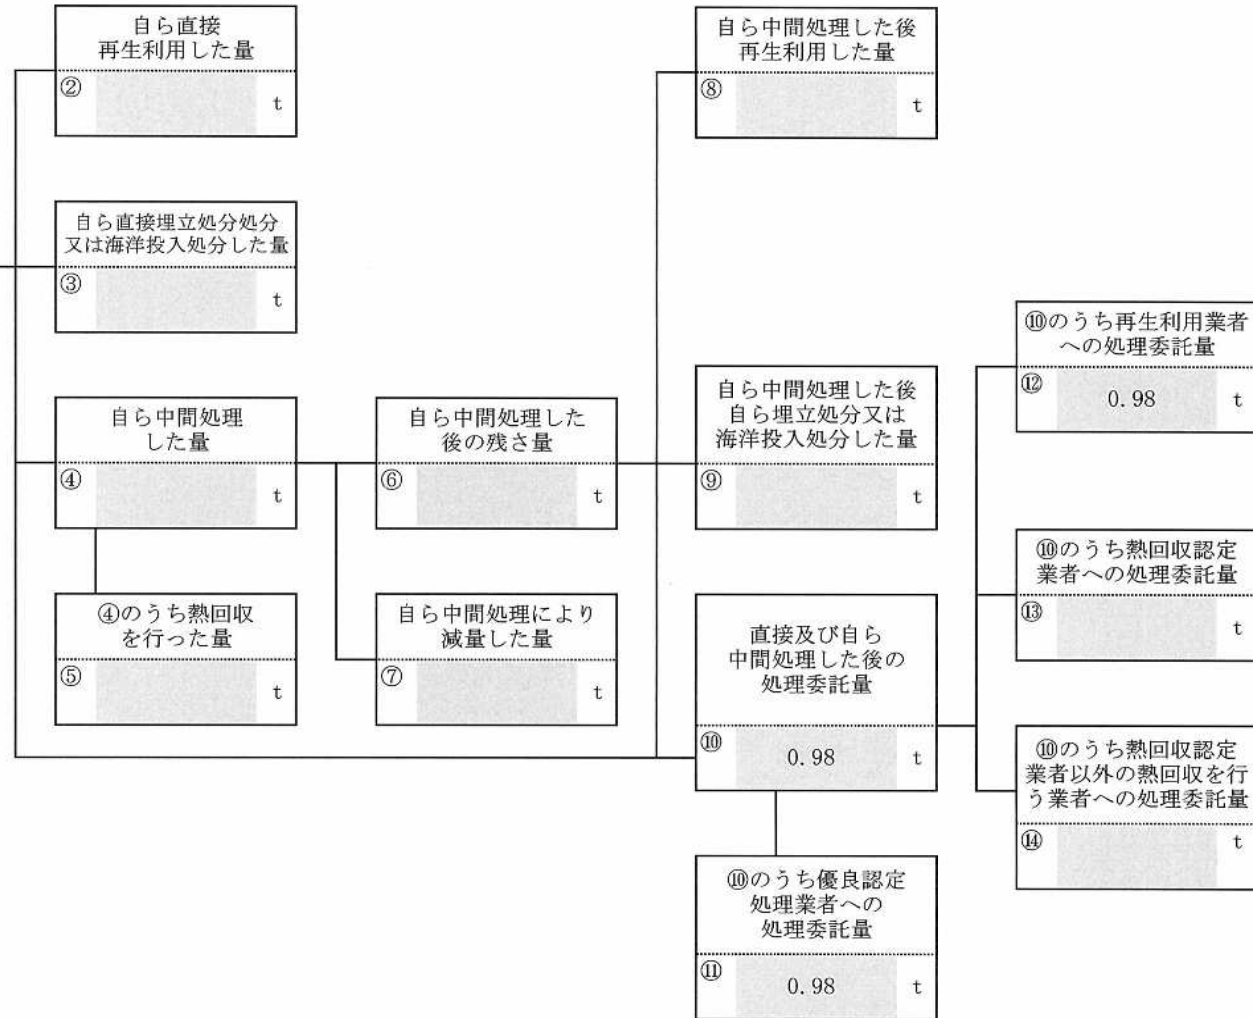 自ら直接
再生利用した量
②
t
自ら中間処理した後
再生利用した量
⑧
t
自ら直接埋立処分処分
又は海洋投入処分した量
③
t
⑩のうち再生利用業者
への処理委託量
⑫
0.98
t
自ら中間処理
した量
④
t
自ら中間処理した
後の残さ量
⑥
t
自ら中間処理した後
自ら埋立処分又は
海洋投入処分した量
⑨
t
⑩のうち熱回収認定
業者への処理委託量
⑬
t
④のうち熱回収
を行った量
⑤
t
自ら中間処理により
減量した量
⑦
t
直接及び自ら
中間処理した後の
処理委託量
⑩
0.98
t
⑩のうち熱回収認定
業者以外の熱回収を行
う業者への処理委託量
⑭
t
⑩のうち優良認定
処理業者への
処理委託量
⑪
0.98
t